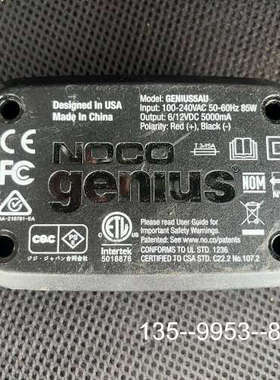 Designed in USA
Made in China
Model: GENIUS5AU
Input: 100-240VAC 50-60Hz 85W
Output: 6/12VDC 5000mA
Polarity: Red (+), Black (-)
CE
FC
NOCO
genius®
NOM
ETL
Intertek
5018876
Please read User Guide for
Important Safety Warnings.
Patented: See www.no.co/patents
CONFORMS TO UL STD. 1236
CERTIFIED TO CSA STD. C22.2 No.107.2
PS
E
135--9953--8